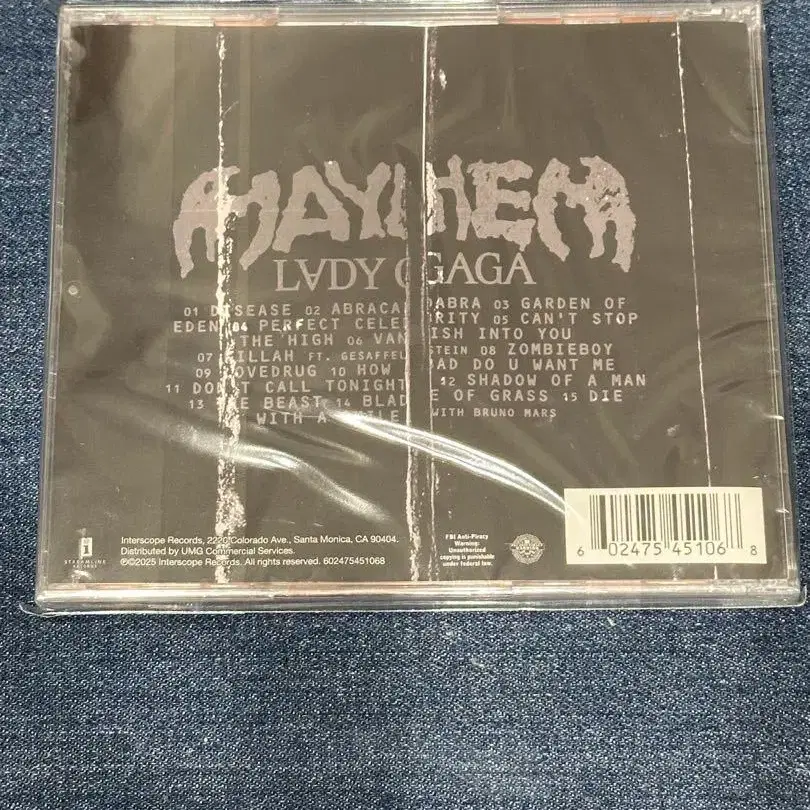 MAYHEM
LADY GAGA
01 DISEASE 02 ABRACADABRA 03 GARDEN OF
EDEN 04 PERFECT CELEBRITY 05 CAN'T STOP
THE HIGH 06 VANISH INTO YOU
07 KILLAH FT. GESAFFELSTEIN 08 ZOMBIEBOY
09 LOVEDRUG 10 HOW BAD DO U WANT ME
11 DON'T CALL TONIGHT 12 SHADOW OF A MAN
13 THE BEAST 14 BLADE OF GRASS 15 DIE
WITH A SMILE WITH BRUNO MARS
STREAMLINE
RECORDS
Interscope Records, 2220 Colorado Ave., Santa Monica, CA 90404.
Distributed by UMG Commercial Services.
℗©2025 Interscope Records. All rights reserved. 602475451068
FBI Anti-Piracy
Warning:
Unauthorized
copying is punishable
under federal law.
6 02475 45106 8